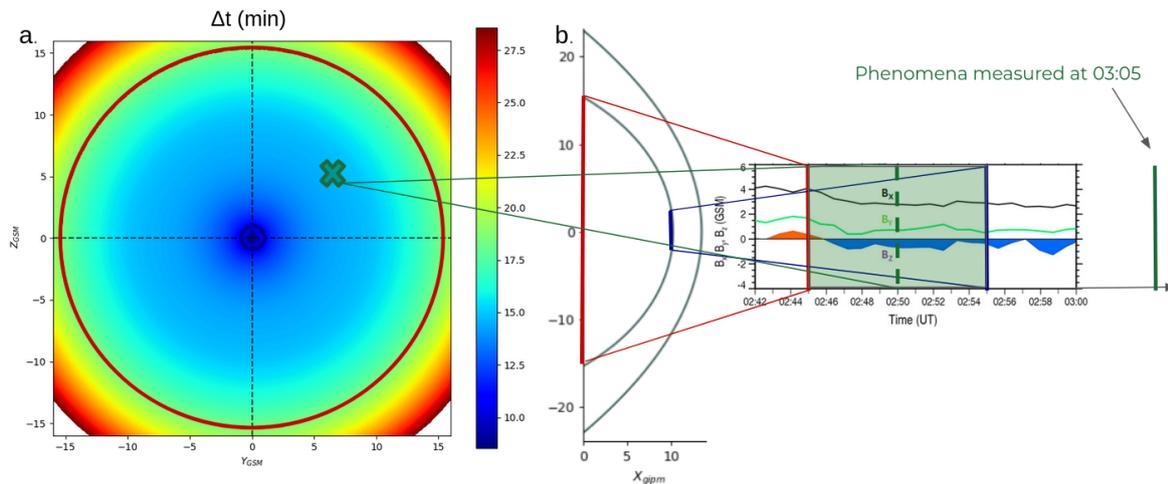 Δt (min)
a.
15
10
5
0
−5
−10
−15
Z_GSM
−15 −10 −5 0 5 10 15
Y_GSM
27.5
25.0
22.5
20.0
17.5
15.0
12.5
10.0
b.
20
10
0
−10
−20
0 5 10
X_gipm
Phenomena measured at 03:05
B_X, B_Y, B_Z (GSM)
6
4
2
0
-2
-4
B_X
B_Y
B_Z
02:42 02:44 02:46 02:48 02:50 02:52 02:54 02:56 02:58 03:00
Time (UT)